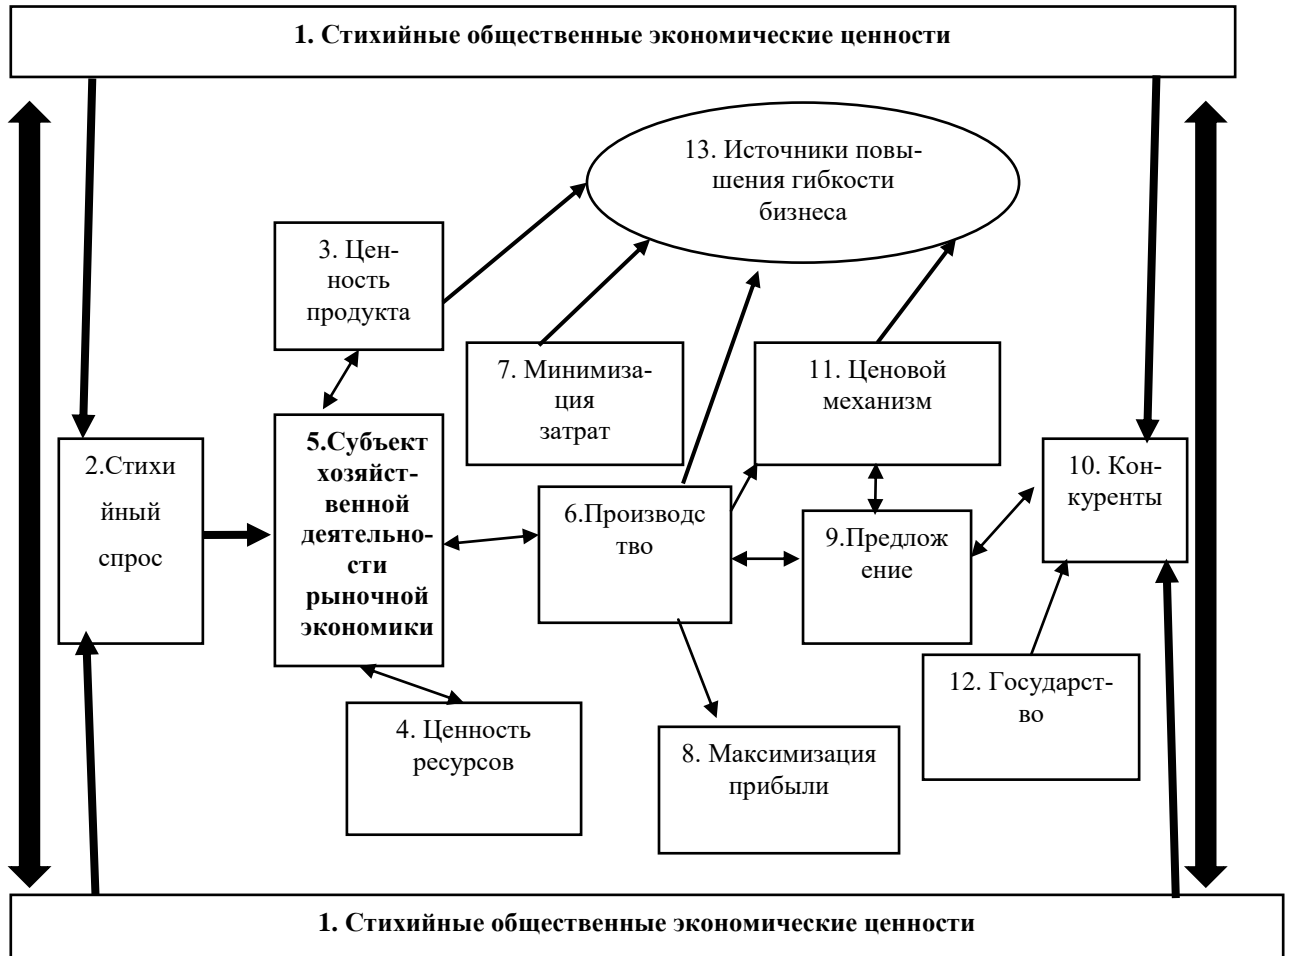 1. Стихийные общественные экономические ценности
13. Источники повы-
шения гибкости
бизнеса
3. Цен-
ность
продукта
7. Минимиза-
ция
затрат
11. Ценовой
механизм
2.Стихи
йный
спрос
5.Субъект
хозяйст-
венной
деятельно-
сти
рыночной
экономики
6.Производс
тво
9.Предлож
ение
10. Кон-
куренты
4. Ценность
ресурсов
8. Максимизация
прибыли
12. Государст-
во
1. Стихийные общественные экономические ценности